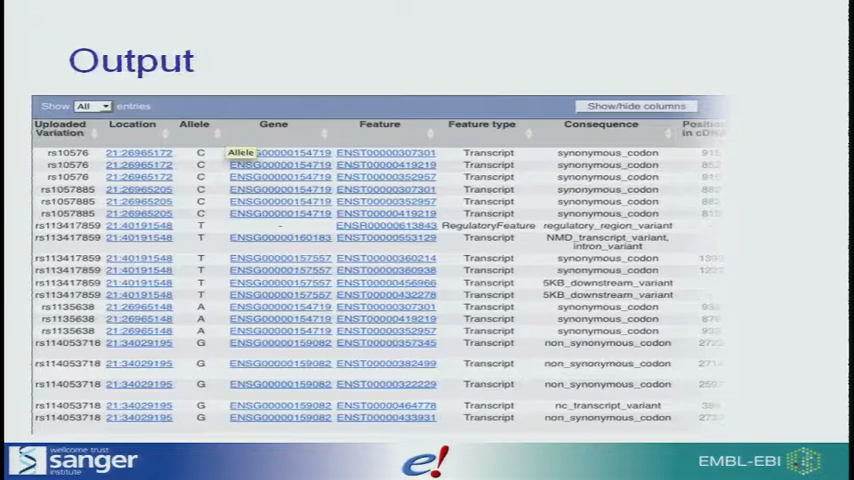 Output
Show All entries Show/hide columns
Uploaded Variation Location Allele Gene Feature Feature type Consequence Position in cDNA
rs10576 21:26965172 C Allele G00000154719 ENST00000307301 Transcript synonymous_codon
rs10576 21:26965172 C ENSG00000154719 ENST00000419219 Transcript synonymous_codon
rs10576 21:26965172 C ENSG00000154719 ENST00000352957 Transcript synonymous_codon
rs1057885 21:26965205 C ENSG00000154719 ENST00000307301 Transcript synonymous_codon
rs1057885 21:26965205 C ENSG00000154719 ENST00000352957 Transcript synonymous_codon
rs1057885 21:26965205 C ENSG00000154719 ENST00000419219 Transcript synonymous_codon
rs113417859 21:40191548 T - ENSR00000613843 RegulatoryFeature regulatory_region_variant -
rs113417859 21:40191548 T ENSG00000160183 ENST00000553129 Transcript NMD_transcript_variant,
intron_variant
rs113417859 21:40191548 T ENSG00000157557 ENST00000360214 Transcript synonymous_codon
rs113417859 21:40191548 T ENSG00000157557 ENST00000360938 Transcript synonymous_codon
rs113417859 21:40191548 T ENSG00000157557 ENST00000456966 Transcript 5KB_downstream_variant
rs113417859 21:40191548 T ENSG00000157557 ENST00000432278 Transcript 5KB_downstream_variant
rs1135638 21:26965148 A ENSG00000154719 ENST00000307301 Transcript synonymous_codon
rs1135638 21:26965148 A ENSG00000154719 ENST00000419219 Transcript synonymous_codon
rs1135638 21:26965148 A ENSG00000154719 ENST00000352957 Transcript synonymous_codon
rs114053718 21:34029195 G ENSG00000159082 ENST00000357345 Transcript non_synonymous_codon
rs114053718 21:34029195 G ENSG00000159082 ENST00000382499 Transcript non_synonymous_codon
rs114053718 21:34029195 G ENSG00000159082 ENST00000322229 Transcript non_synonymous_codon
rs114053718 21:34029195 G ENSG00000159082 ENST00000464778 Transcript nc_transcript_variant
rs114053718 21:34029195 G ENSG00000159082 ENST00000433931 Transcript non_synonymous_codon
wellcome trust
sanger
institute
e!
EMBL-EBI